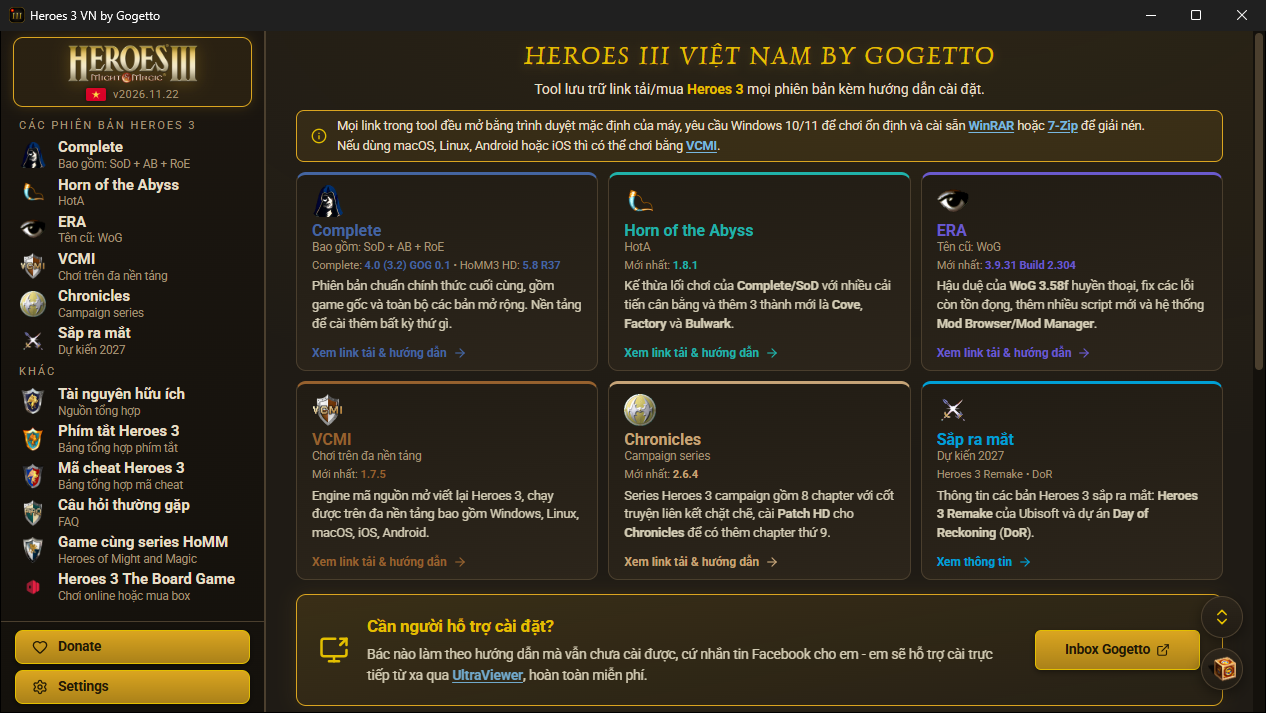 Heroes 3 VN by Gogetto
HEROES III
Might & Magic
v2026.11.22
CÁC PHIÊN BẢN HEROES 3
Complete
Bao gồm: SoD + AB + RoE
Horn of the Abyss
HotA
ERA
Tên cũ: WoG
VCMI
Chơi trên đa nền tảng
Chronicles
Campaign series
Sắp ra mắt
Dự kiến 2027
KHÁC
Tài nguyên hữu ích
Nguồn tổng hợp
Phím tắt Heroes 3
Bảng tổng hợp phím tắt
Mã cheat Heroes 3
Bảng tổng hợp mã cheat
Câu hỏi thường gặp
FAQ
Game cùng series HoMM
Heroes of Might and Magic
Heroes 3 The Board Game
Chơi online hoặc mua box
Donate
Settings
HEROES III VIỆT NAM BY GOGETTO
Tool lưu trữ link tải/mua Heroes 3 mọi phiên bản kèm hướng dẫn cài đặt.
Mọi link trong tool đều mở bằng trình duyệt mặc định của máy, yêu cầu Windows 10/11 để chơi ổn định và cài sẵn WinRAR hoặc 7-Zip để giải nén.
Nếu dùng macOS, Linux, Android hoặc iOS thì có thể chơi bằng VCMI.
Complete
Bao gồm: SoD + AB + RoE
Complete: 4.0 (3.2) GOG 0.1 • HoMM3 HD: 5.8 R37
Phiên bản chuẩn chính thức cuối cùng, gồm
game gốc và toàn bộ các bản mở rộng. Nền tảng
để cài thêm bất kỳ thứ gì.
Xem link tải & hướng dẫn →
Horn of the Abyss
HotA
Mới nhất: 1.8.1
Kế thừa lối chơi của Complete/SoD với nhiều cải
tiến cân bằng và thêm 3 thành mới là Cove,
Factory và Bulwark.
Xem link tải & hướng dẫn →
ERA
Tên cũ: WoG
Mới nhất: 3.9.31 Build 2.304
Hậu duệ của WoG 3.58f huyền thoại, fix các lỗi
còn tồn đọng, thêm nhiều script mới và hệ thống
Mod Browser/Mod Manager.
Xem link tải & hướng dẫn →
VCMI
VCMI
Chơi trên đa nền tảng
Mới nhất: 1.7.5
Engine mã nguồn mở viết lại Heroes 3, chạy
được trên đa nền tảng bao gồm Windows, Linux,
macOS, iOS, Android.
Xem link tải & hướng dẫn →
Chronicles
Campaign series
Mới nhất: 2.6.4
Series Heroes 3 campaign gồm 8 chapter với cốt
truyện liên kết chặt chẽ, cài Patch HD cho
Chronicles để có thêm chapter thứ 9.
Xem link tải & hướng dẫn →
Sắp ra mắt
Dự kiến 2027
Heroes 3 Remake • DoR
Thông tin các bản Heroes 3 sắp ra mắt: Heroes
3 Remake của Ubisoft và dự án Day of
Reckoning (DoR).
Xem thông tin →
Cần người hỗ trợ cài đặt?
Bác nào làm theo hướng dẫn mà vẫn chưa cài được, cứ nhắn tin Facebook cho em - em sẽ hỗ trợ cài trực
tiếp từ xa qua UltraViewer, hoàn toàn miễn phí.
Inbox Gogetto